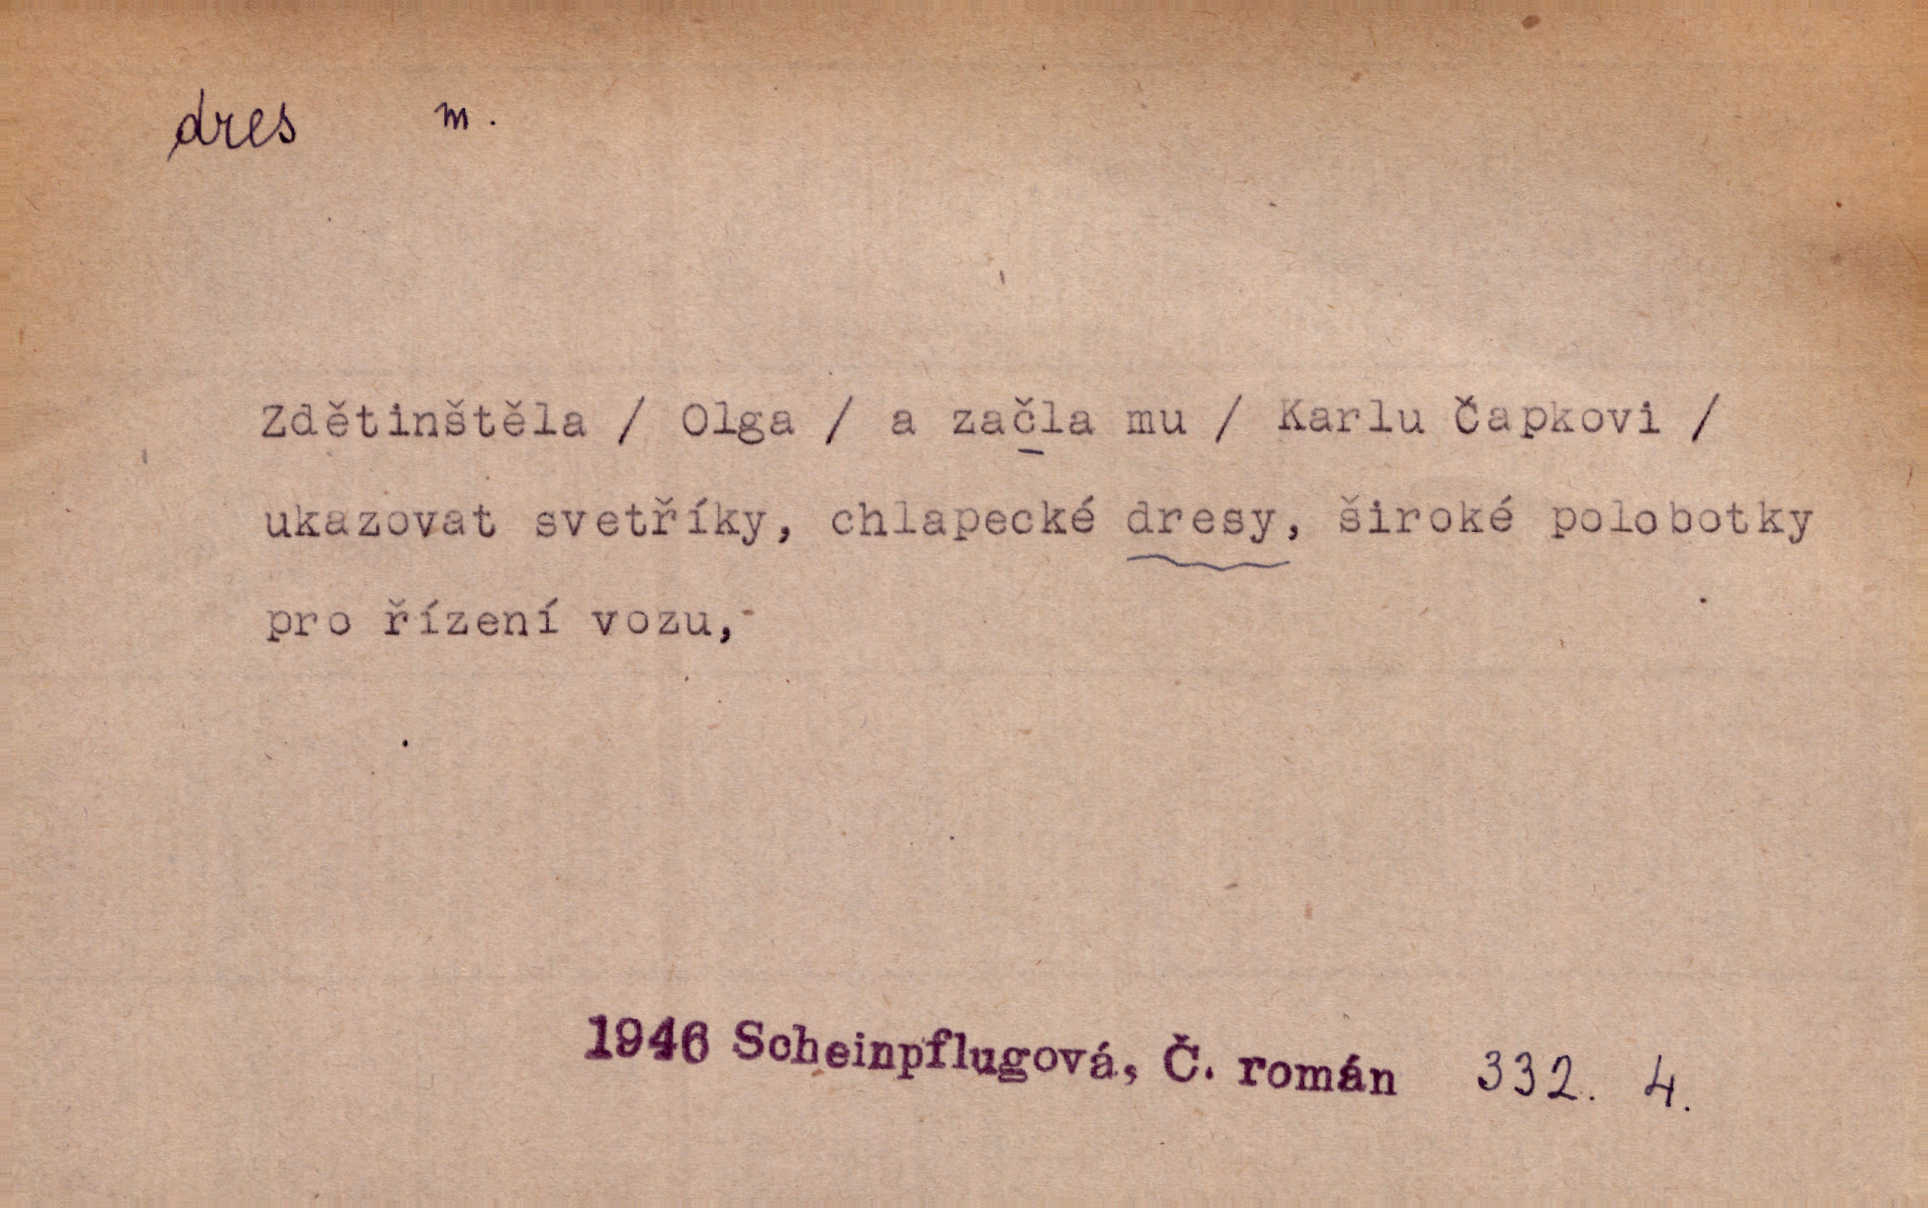 dres m.
Zdětinštěla / Olga / a začla mu / Karlu Čapkovi /
ukazovat svetříky, chlapecké dresy, široké polobotky
pro řízení vozu,-
1946 Scheinpflugová, Č. román 332. 4.